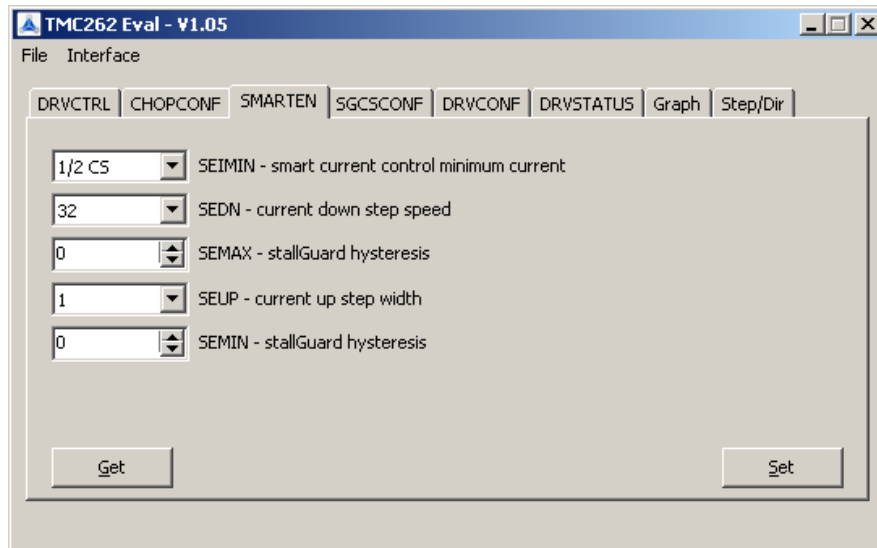 TMC262 Eval - V1.05
File Interface
DRVCTRL CHOPCONF SMARTEN SGCSCONF DRVCONF DRVSTATUS Graph Step/Dir
1/2 CS SEIMIN - smart current control minimum current
32 SEDN - current down step speed
0 SEMAX - stallGuard hysteresis
1 SEUP - current up step width
0 SEMIN - stallGuard hysteresis
Get Set